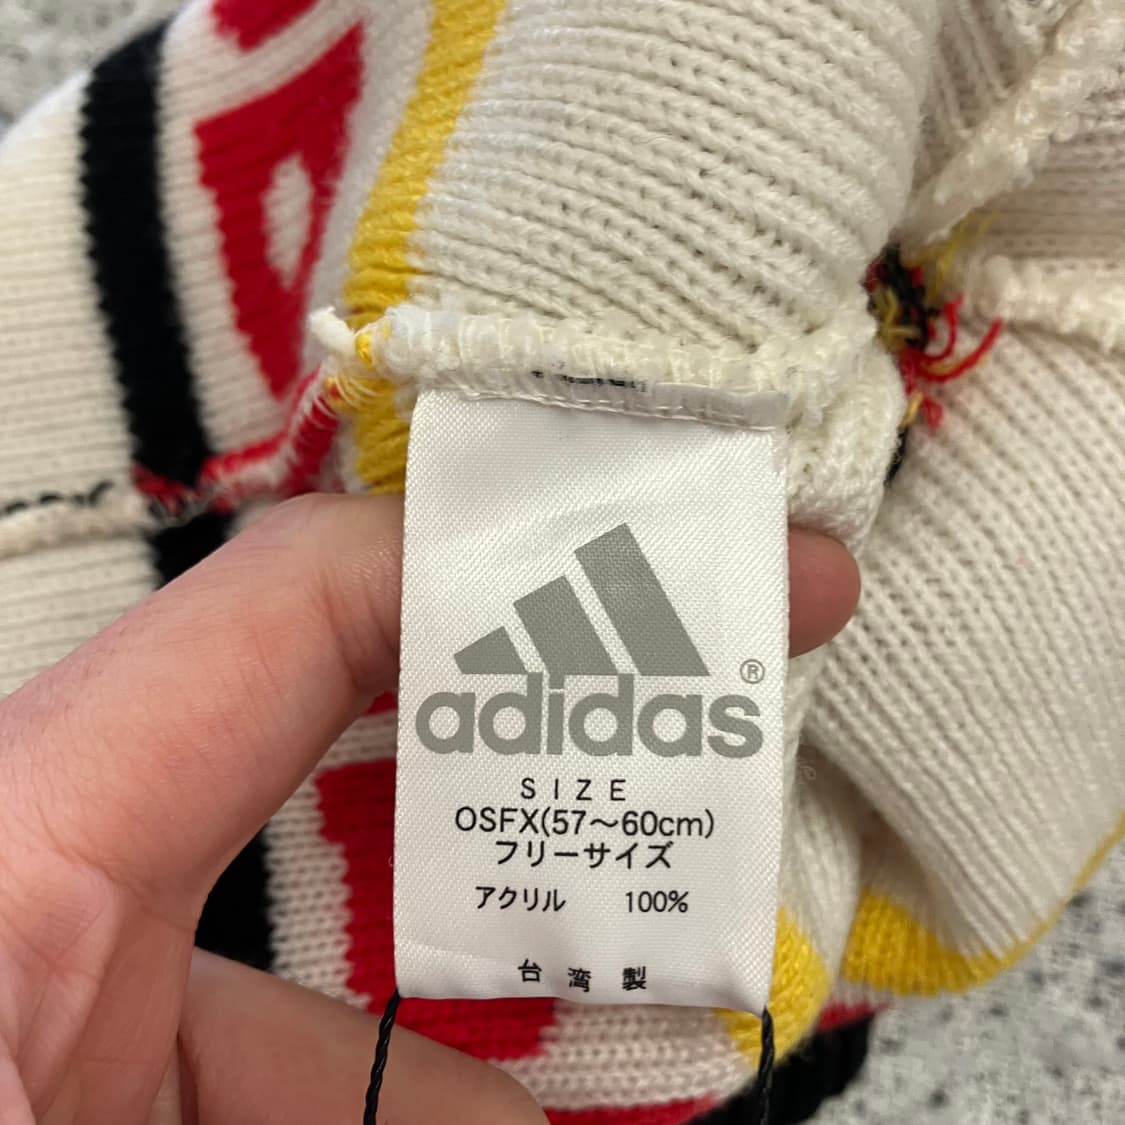 adidas®
SIZE
OSFX(57～60cm)
フリーサイズ
アクリル 100%
台湾製